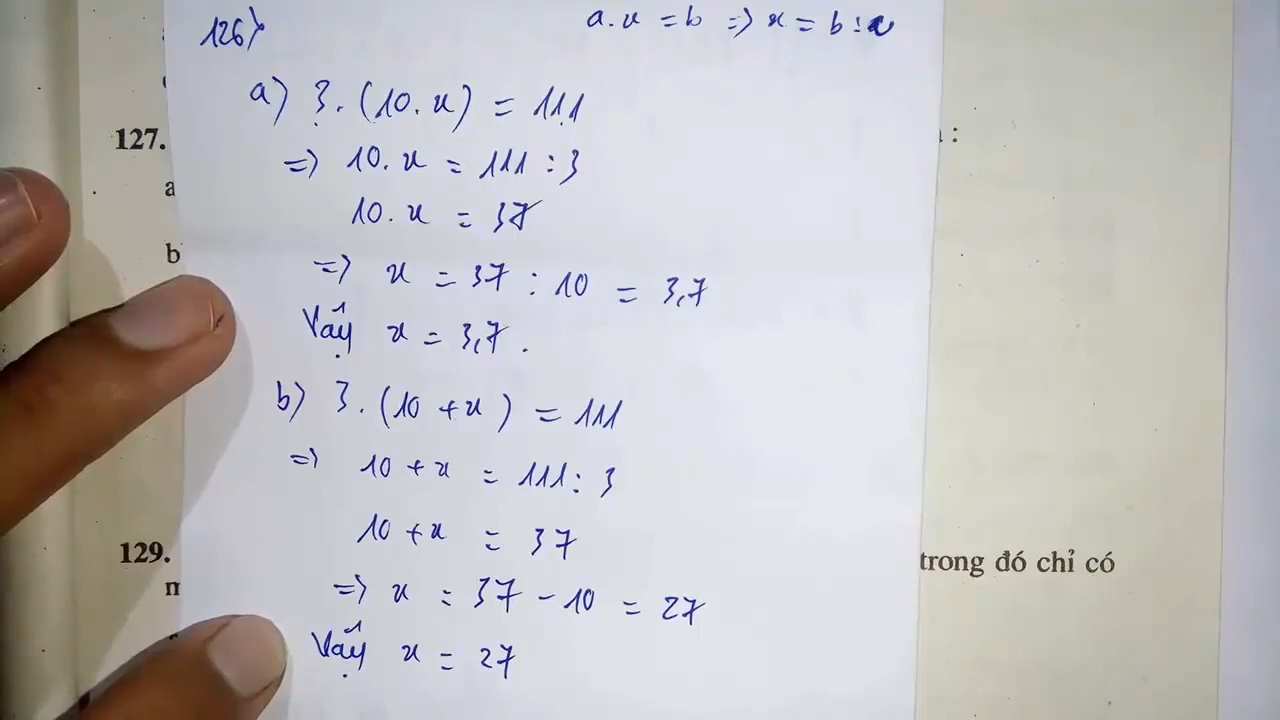 126)
a.x = b => x = b : a
a) 3.(10.x) = 111
=> 10.x = 111 : 3
10.x = 37
=> x = 37 : 10 = 3,7
Vậy x = 3,7.
b) 3.(10 + x) = 111
=> 10 + x = 111 : 3
10 + x = 37
=> x = 37 - 10 = 27
Vậy x = 27
127.
a
b
129. trong đó chỉ có